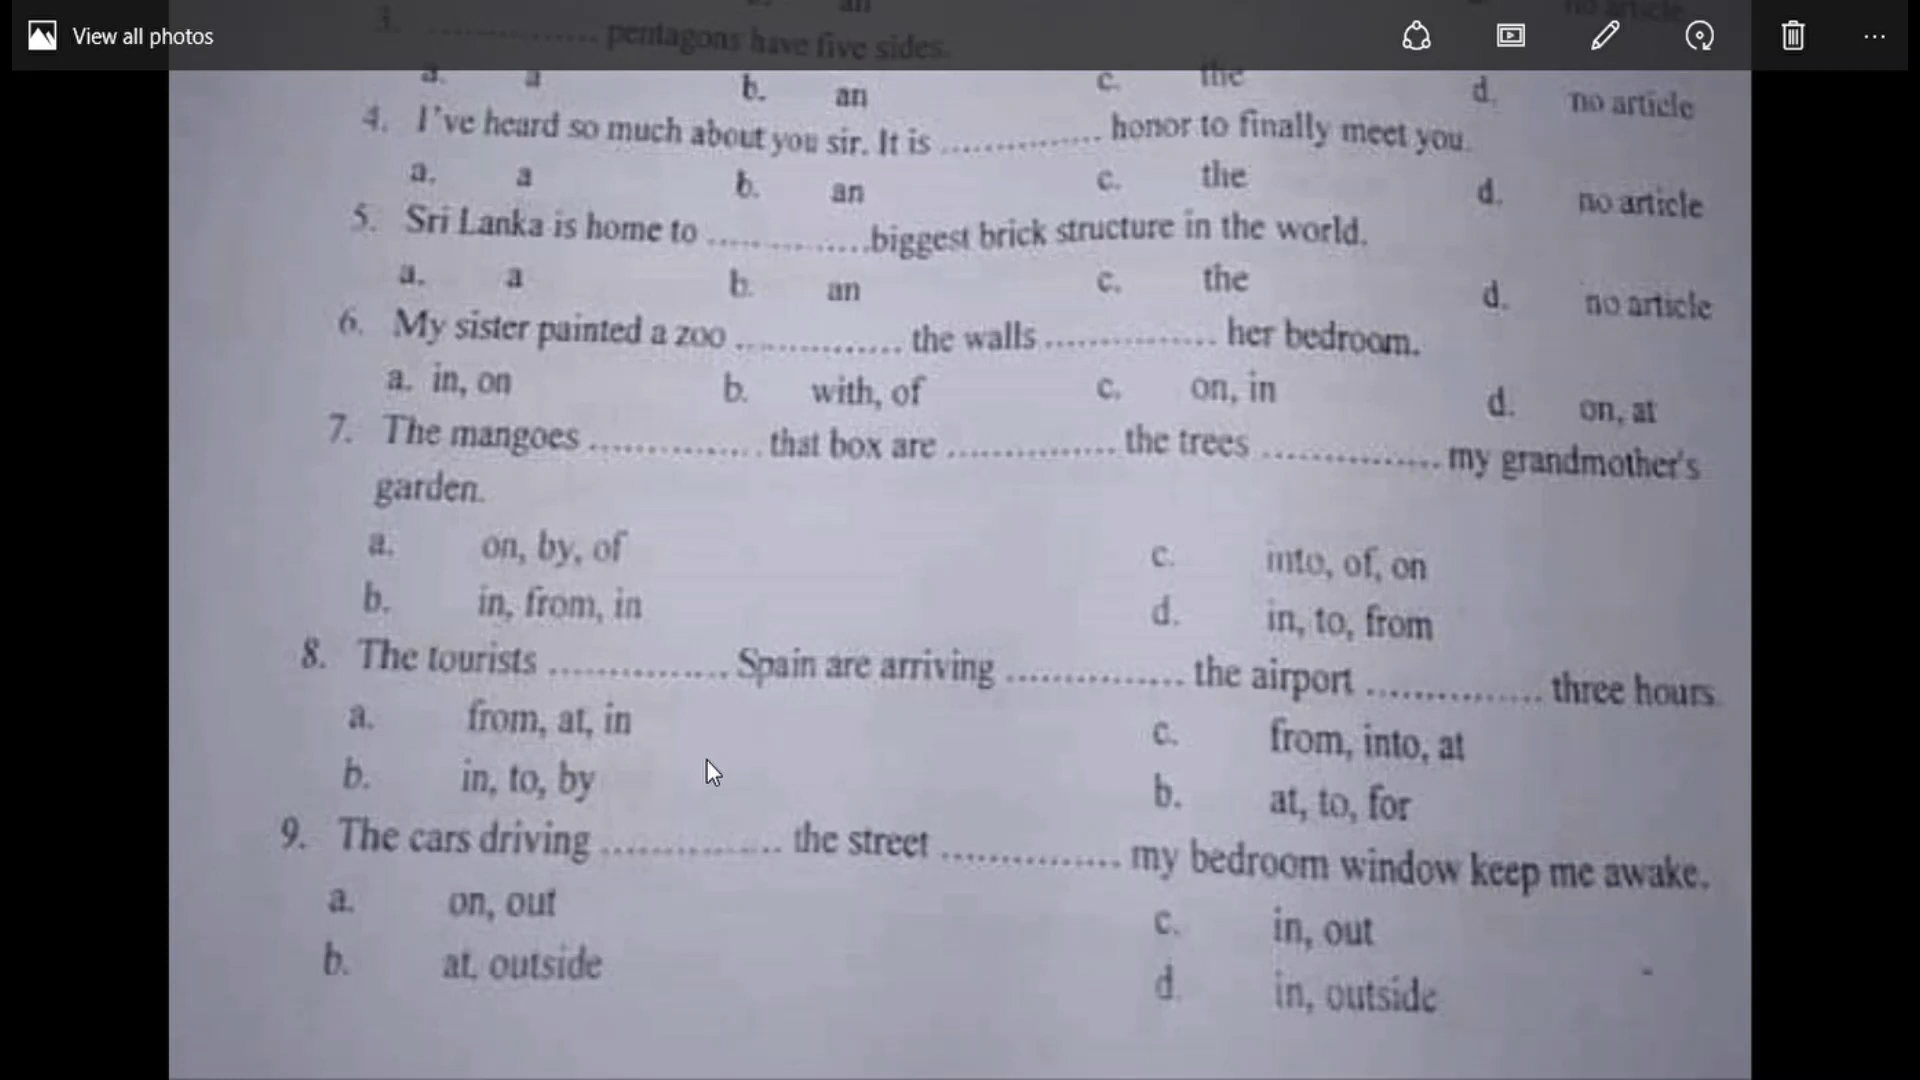 View all photos
an
no article
3. .................. pentagons have five sides.
a. a b. an c. the d. no article
4. I've heard so much about you sir. It is .................. honor to finally meet you.
a. a b. an c. the d. no article
5. Sri Lanka is home to ..................biggest brick structure in the world.
a. a b. an c. the d. no article
6. My sister painted a zoo .................. the walls .................. her bedroom.
a. in, on b. with, of c. on, in d. on, at
7. The mangoes .................. that box are .................. the trees .................. my grandmother's
garden.
a. on, by, of c. into, of, on
b. in, from, in d. in, to, from
8. The tourists .................. Spain are arriving .................. the airport .................. three hours.
a. from, at, in c. from, into, at
b. in, to, by b. at, to, for
9. The cars driving .................. the street .................. my bedroom window keep me awake.
a. on, out c. in, out
b. at, outside d. in, outside